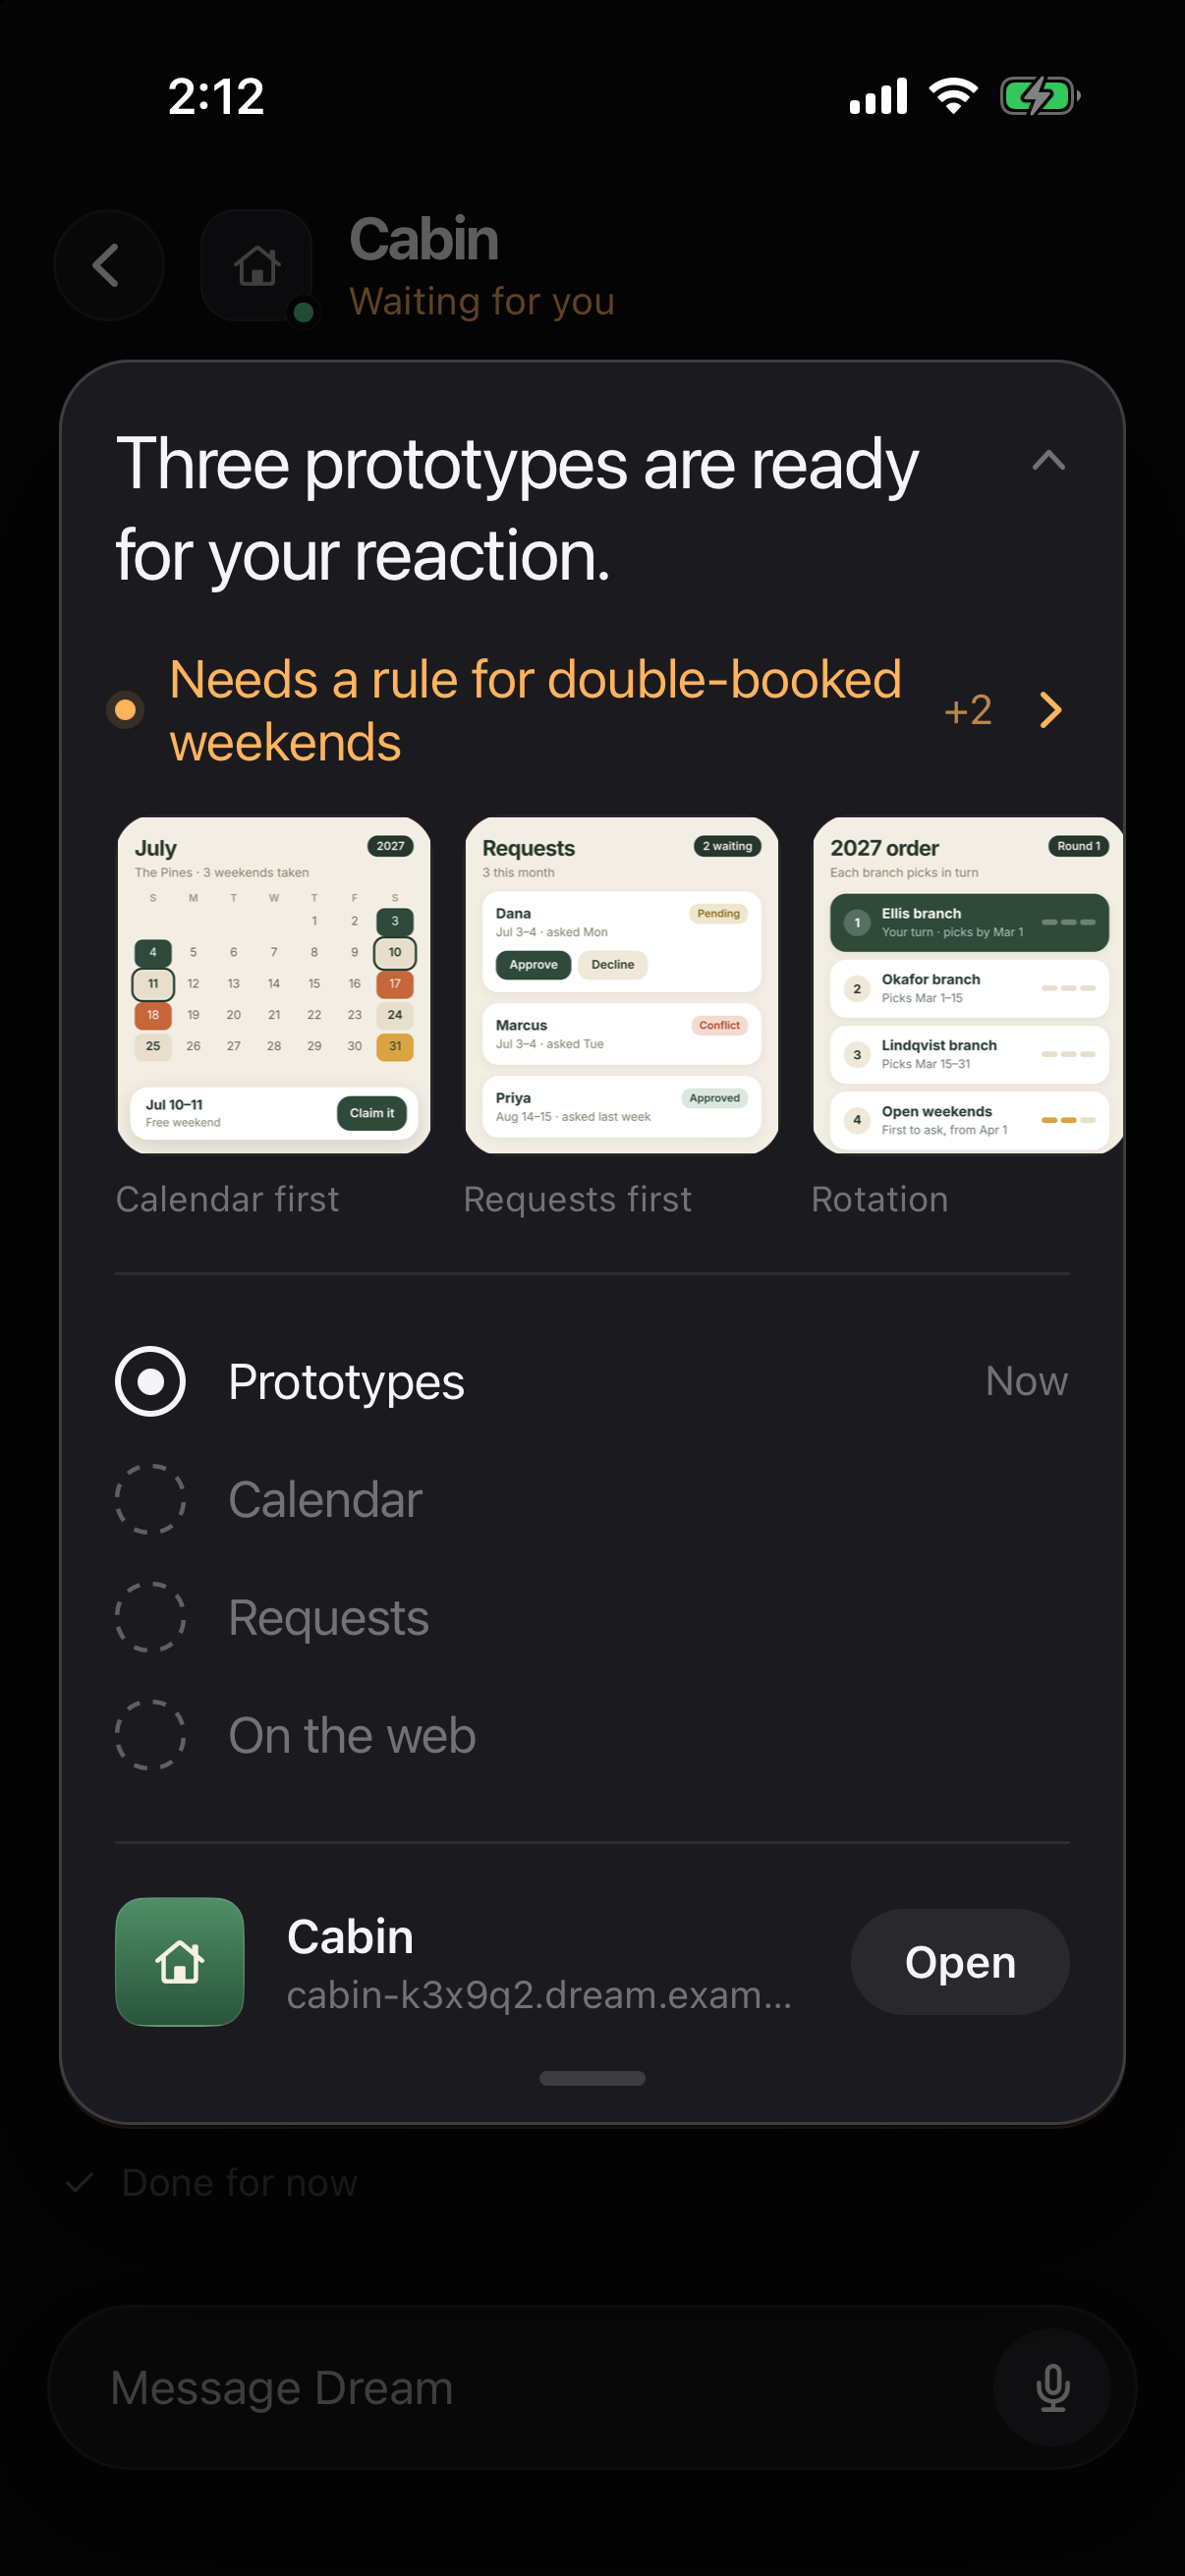 2:12
Cabin
Waiting for you
Three prototypes are ready
for your reaction.
Needs a rule for double-booked
weekends
+2
July
2027
The Pines · 3 weekends taken
S M T W T F S
1 2 3
4 5 6 7 8 9 10
11 12 13 14 15 16 17
18 19 20 21 22 23 24
25 26 27 28 29 30 31
Jul 10–11
Free weekend
Claim it
Calendar first
Requests
2 waiting
3 this month
Dana
Pending
Jul 3–4 · asked Mon
Approve
Decline
Marcus
Conflict
Jul 3–4 · asked Tue
Priya
Approved
Aug 14–15 · asked last week
Requests first
2027 order
Round 1
Each branch picks in turn
1
Ellis branch
Your turn · picks by Mar 1
2
Okafor branch
Picks Mar 1–15
3
Lindqvist branch
Picks Mar 15–31
4
Open weekends
First to ask, from Apr 1
Rotation
Prototypes
Now
Calendar
Requests
On the web
Cabin
cabin-k3x9q2.dream.exam...
Open
Done for now
Message Dream